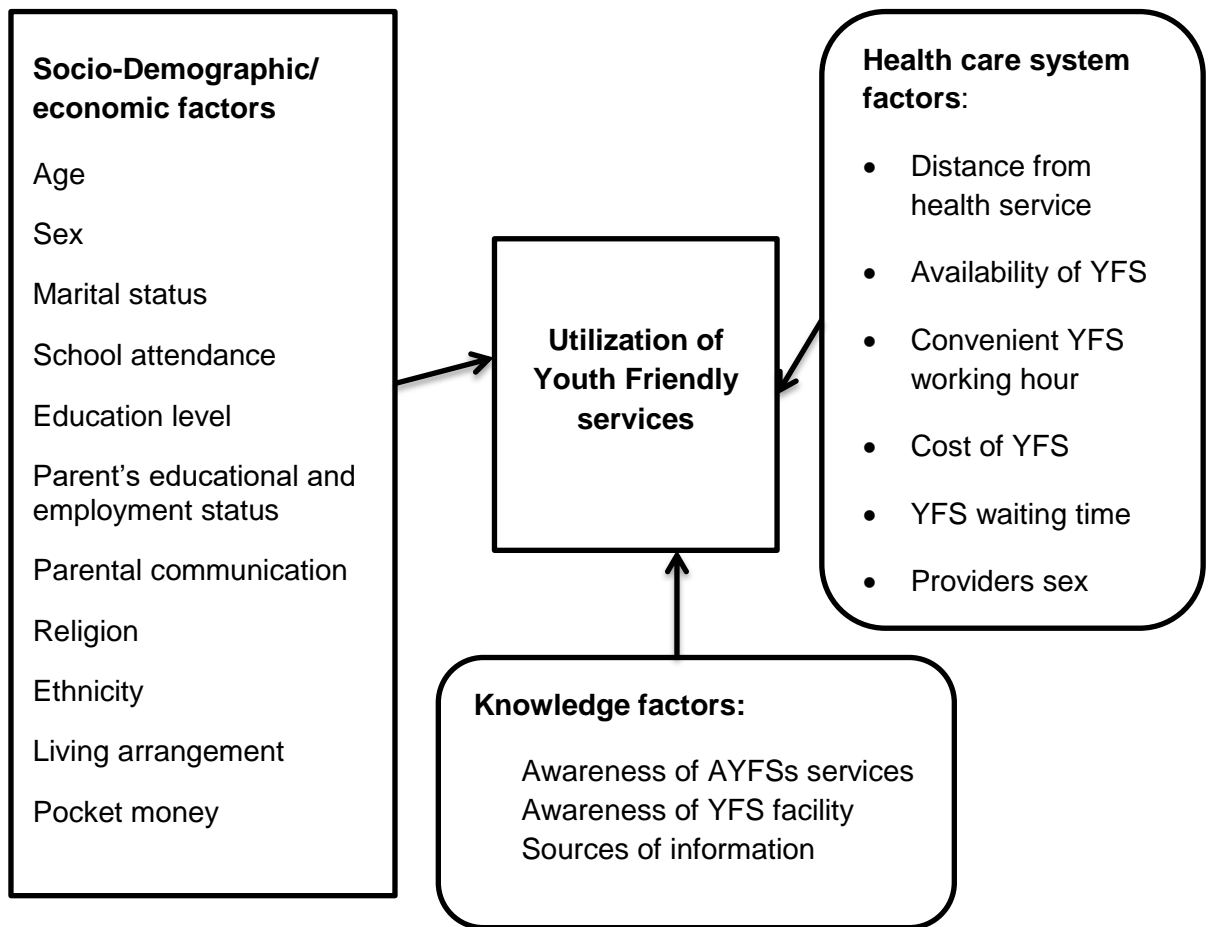 Socio-Demographic/
economic factors
Age
Sex
Marital status
School attendance
Education level
Parent’s educational and
employment status
Parental communication
Religion
Ethnicity
Living arrangement
Pocket money
Utilization of
Youth Friendly
services
Health care system
factors:
• Distance from
health service
• Availability of YFS
• Convenient YFS
working hour
• Cost of YFS
• YFS waiting time
• Providers sex
Knowledge factors:
Awareness of AYFSs services
Awareness of YFS facility
Sources of information